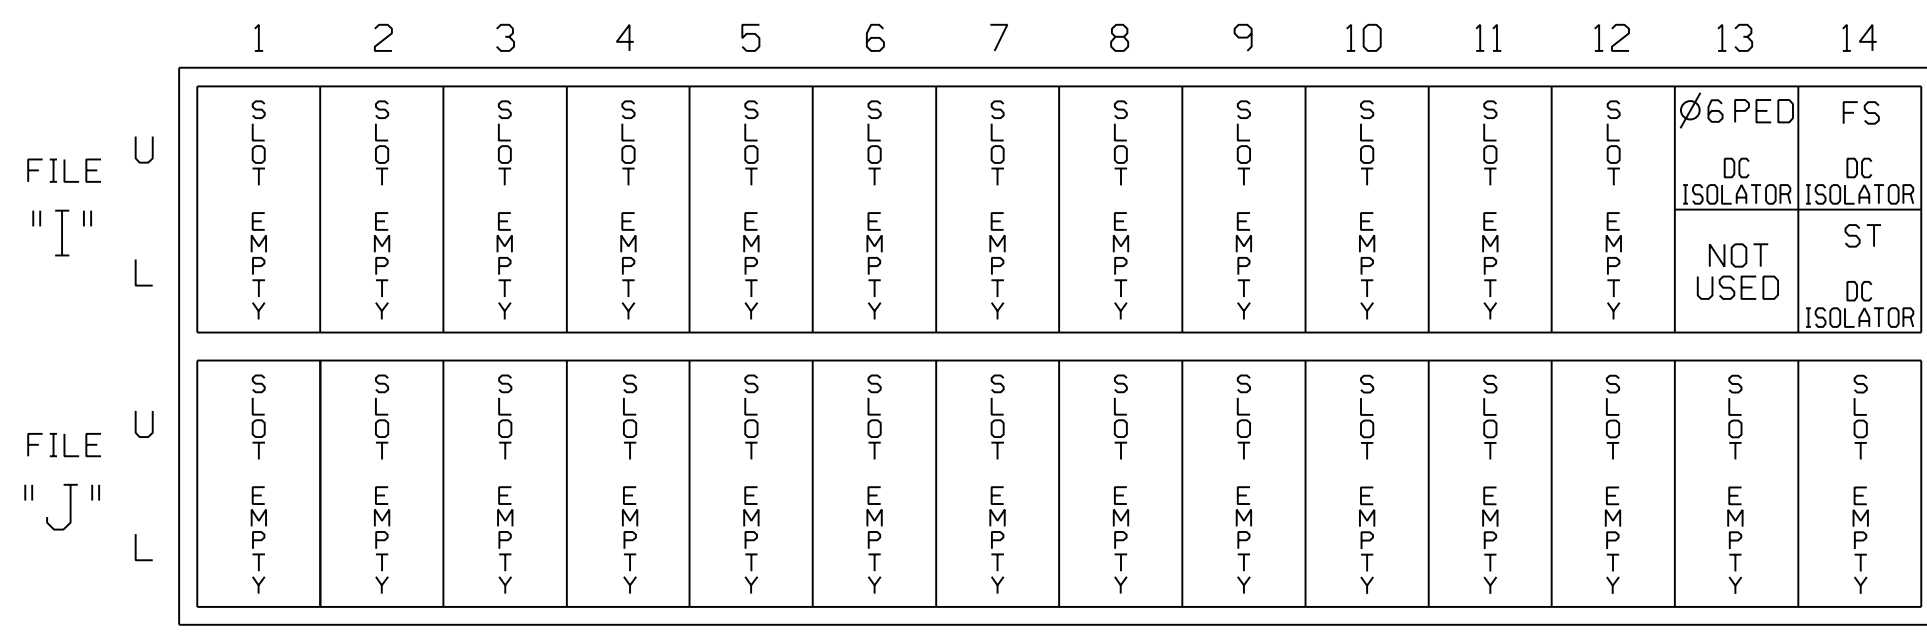 1 2 3 4 5 6 7 8 9 10 11 12 13 14
FILE
"I"
U
L
SLOT EMPTY
SLOT EMPTY
SLOT EMPTY
SLOT EMPTY
SLOT EMPTY
SLOT EMPTY
SLOT EMPTY
SLOT EMPTY
SLOT EMPTY
SLOT EMPTY
SLOT EMPTY
SLOT EMPTY
Ø6 PED
DC
ISOLATOR
NOT
USED
FS
DC
ISOLATOR
ST
DC
ISOLATOR
FILE
"J"
U
L
SLOT EMPTY
SLOT EMPTY
SLOT EMPTY
SLOT EMPTY
SLOT EMPTY
SLOT EMPTY
SLOT EMPTY
SLOT EMPTY
SLOT EMPTY
SLOT EMPTY
SLOT EMPTY
SLOT EMPTY
SLOT EMPTY
SLOT EMPTY